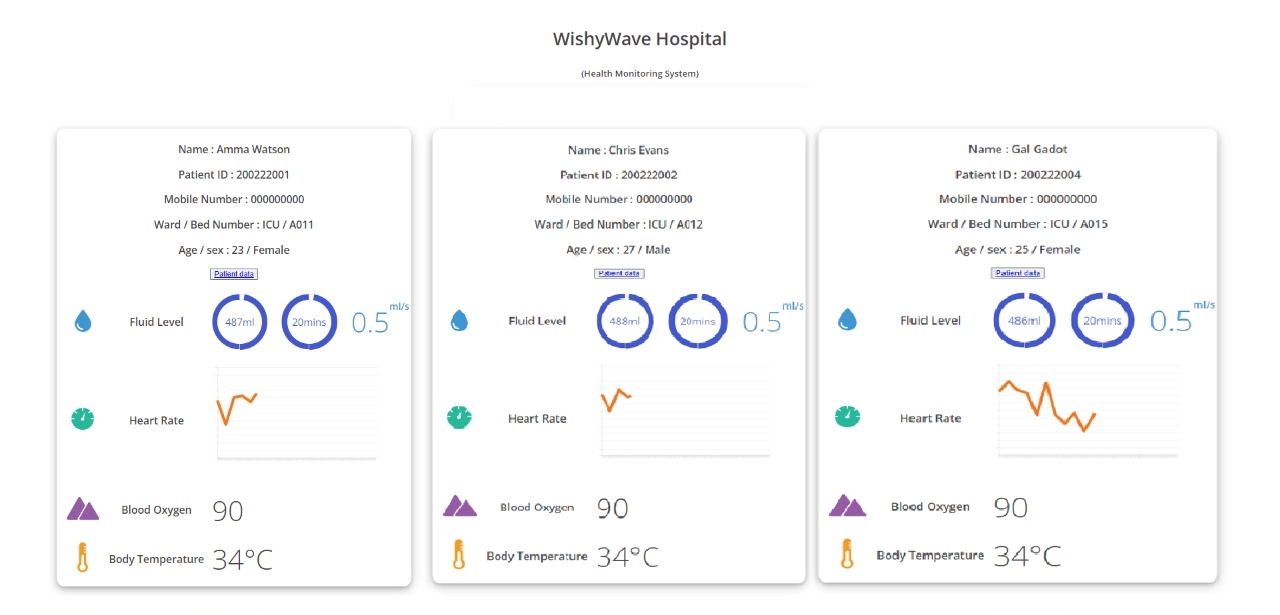 WishyWave Hospital
(Health Monitoring System)
Name : Amma Watson
Patient ID : 200222001
Mobile Number : 000000000
Ward / Bed Number : ICU / A011
Age / sex : 23 / Female
Patient data
Fluid Level 487ml 20mins 0.5 ml/s
Heart Rate
Blood Oxygen 90
Body Temperature 34°C
Name : Chris Evans
Patient ID : 200222002
Mobile Number : 000000000
Ward / Bed Number : ICU / A012
Age / sex : 27 / Male
Patient data
Fluid Level 488ml 20mins 0.5 ml/s
Heart Rate
Blood Oxygen 90
Body Temperature 34°C
Name : Gal Gadot
Patient ID : 200222004
Mobile Number : 000000000
Ward / Bed Number : ICU / A015
Age / sex : 25 / Female
Patient data
Fluid Level 486ml 20mins 0.5 ml/s
Heart Rate
Blood Oxygen 90
Body Temperature 34°C